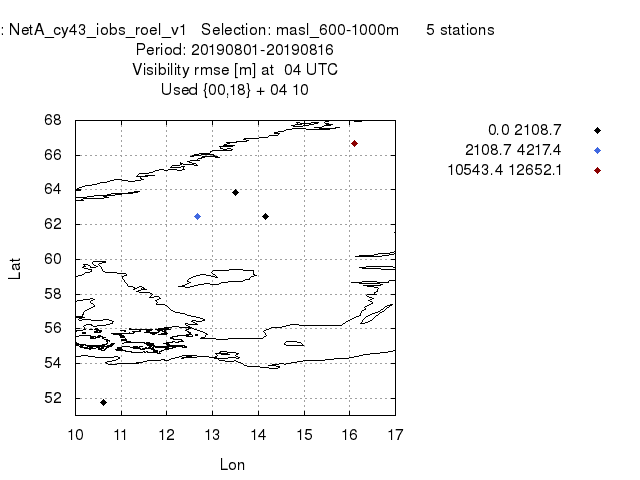 : NetA_cy43_iobs_roel_v1 Selection: masl_600-1000m 5 stations
Period: 20190801-20190816
Visibility rmse [m] at 04 UTC
Used {00,18} + 04 10
0.0 2108.7
2108.7 4217.4
10543.4 12652.1
68
66
64
62
60
58
56
54
52
Lat
10 11 12 13 14 15 16 17
Lon